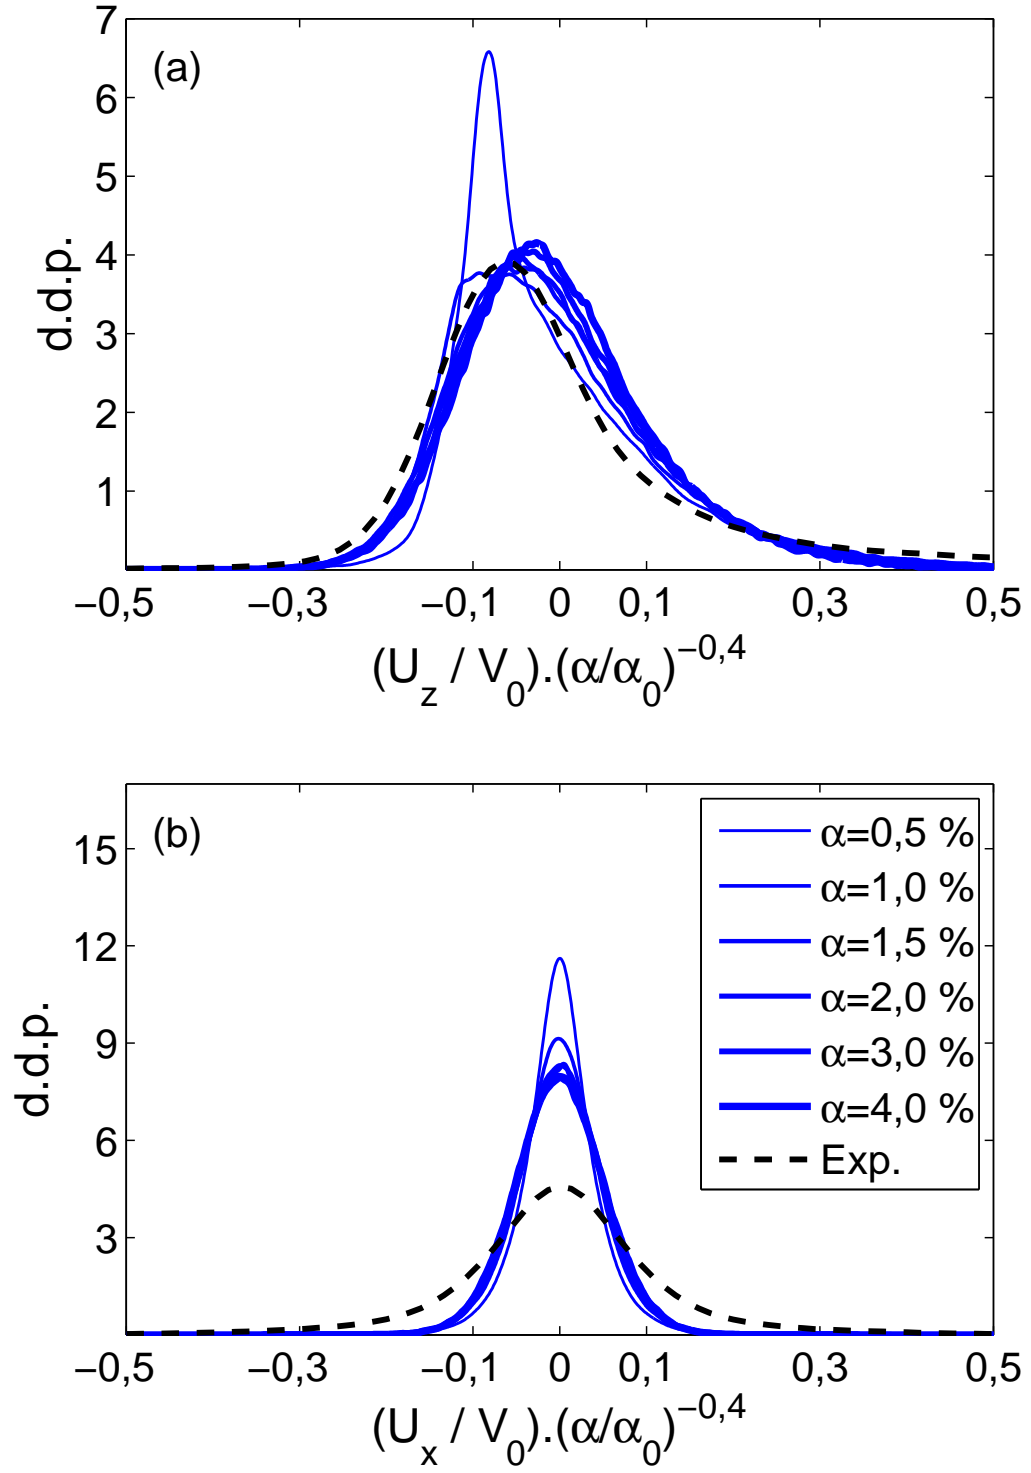 (a)
d.d.p.
7
6
5
4
3
2
1
−0,5 −0,3 −0,1 0 0,1 0,3 0,5
(U_z / V_0).(α/α_0)^−0,4
(b)
d.d.p.
15
12
9
6
3
α=0,5 %
α=1,0 %
α=1,5 %
α=2,0 %
α=3,0 %
α=4,0 %
Exp.
−0,5 −0,3 −0,1 0 0,1 0,3 0,5
(U_x / V_0).(α/α_0)^−0,4